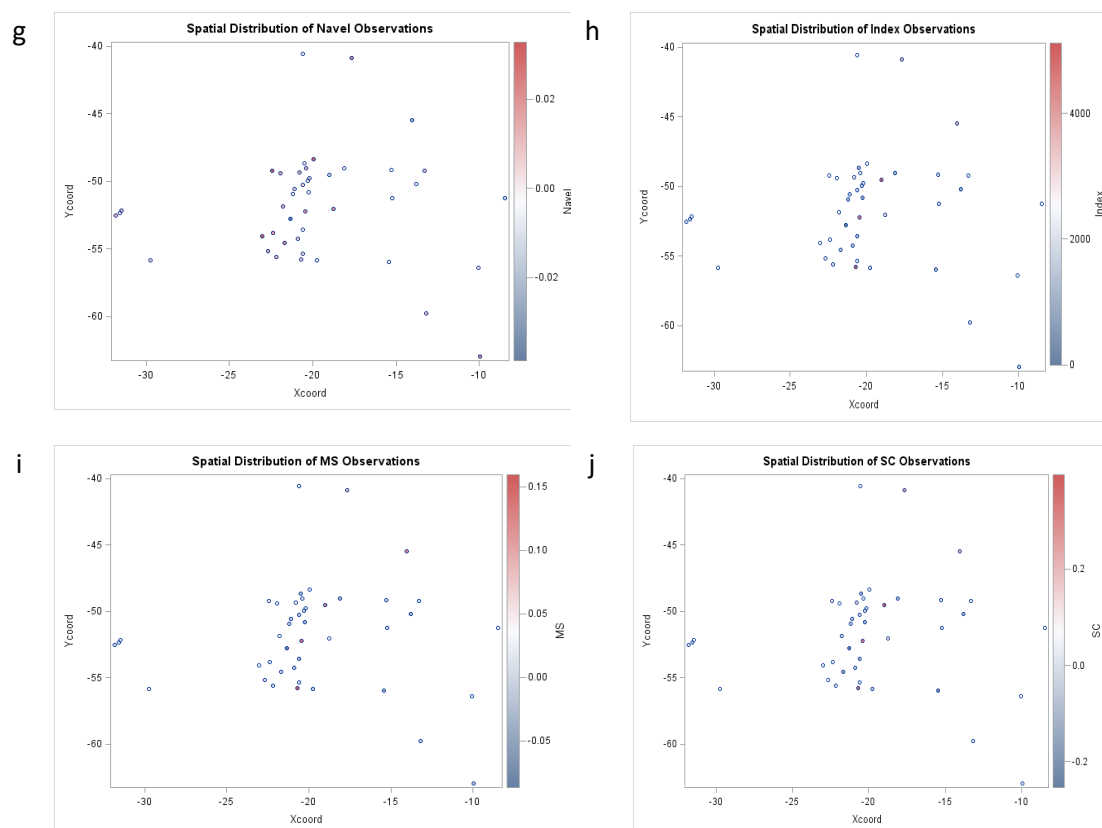 g
Spatial Distribution of Navel Observations
-40
-45
-50
-55
-60
Ycoord
-30 -25 -20 -15 -10
Xcoord
0.02
0.00
-0.02
Navel
h
Spatial Distribution of Index Observations
-40
-45
-50
-55
-60
Ycoord
-30 -25 -20 -15 -10
Xcoord
4000
2000
0
Index
i
Spatial Distribution of MS Observations
-40
-45
-50
-55
-60
Ycoord
-30 -25 -20 -15 -10
Xcoord
0.15
0.10
0.05
0.00
-0.05
MS
j
Spatial Distribution of SC Observations
-40
-45
-50
-55
-60
Ycoord
-30 -25 -20 -15 -10
Xcoord
0.2
0.0
-0.2
SC